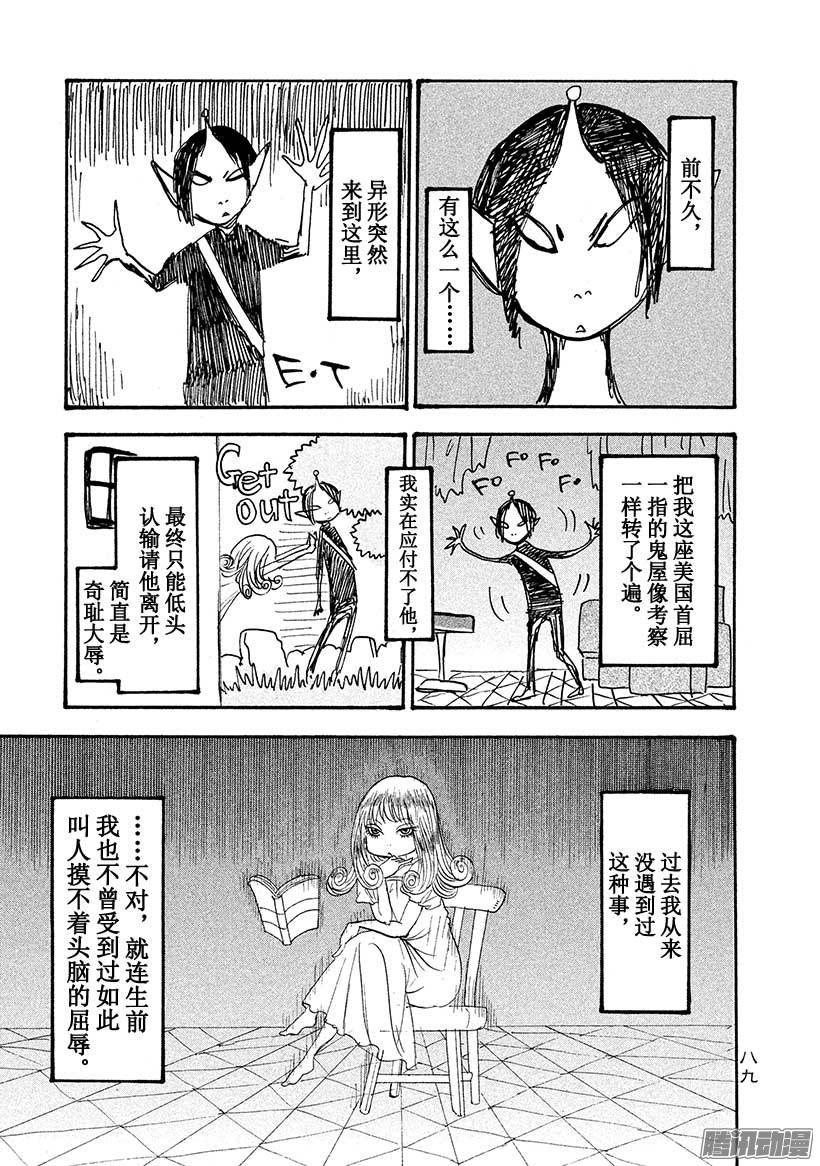 前不久，
有这么一个……
异形突然
来到这里，
E.T
把我这座美国首屈
一指的鬼屋像考察
一样转了个遍。
FO
FO
FO
FO
我实在应付不了他，
Get
out
最终只能低头
认输请他离开，
简直是
奇耻大辱。
过去我从来
没遇到过
这种事，
……不对，就连生前
我也不曾受到过如此
叫人摸不着头脑的屈辱。
八九
腾讯动漫